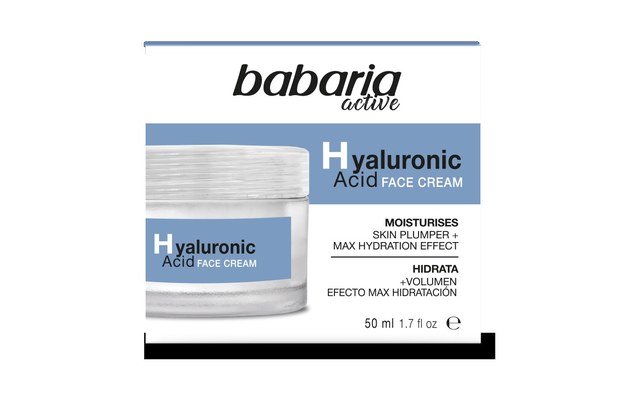 babaria
active
Hyaluronic
Acid FACE CREAM
MOISTURISES
SKIN PLUMPER +
MAX HYDRATION EFFECT
HIDRATA
+VOLUMEN
EFECTO MAX HIDRATACIÓN
50 ml 1.7 fl oz ℮
Hyaluronic
Acid FACE CREAM